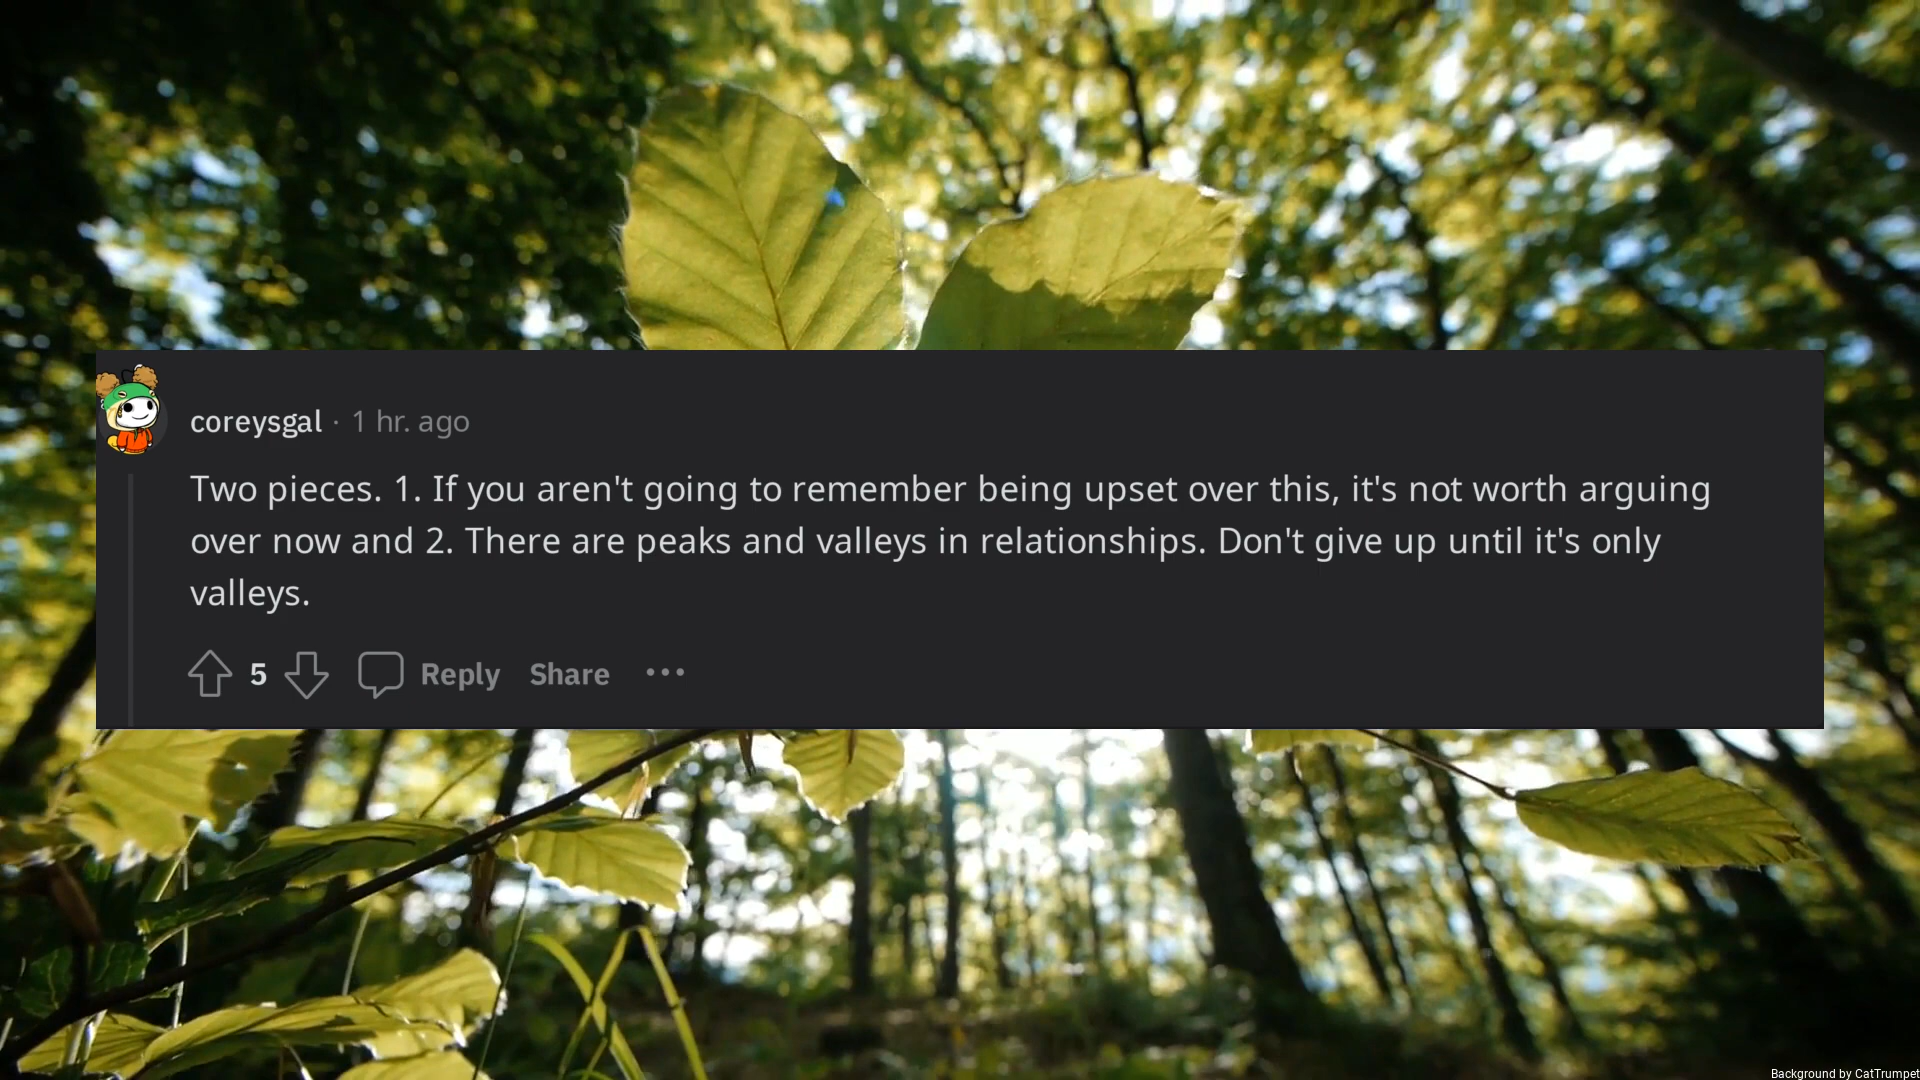 coreysgal · 1 hr. ago
Two pieces. 1. If you aren't going to remember being upset over this, it's not worth arguing
over now and 2. There are peaks and valleys in relationships. Don't give up until it's only
valleys.
5 Reply Share ...
Background by CatTrumpet